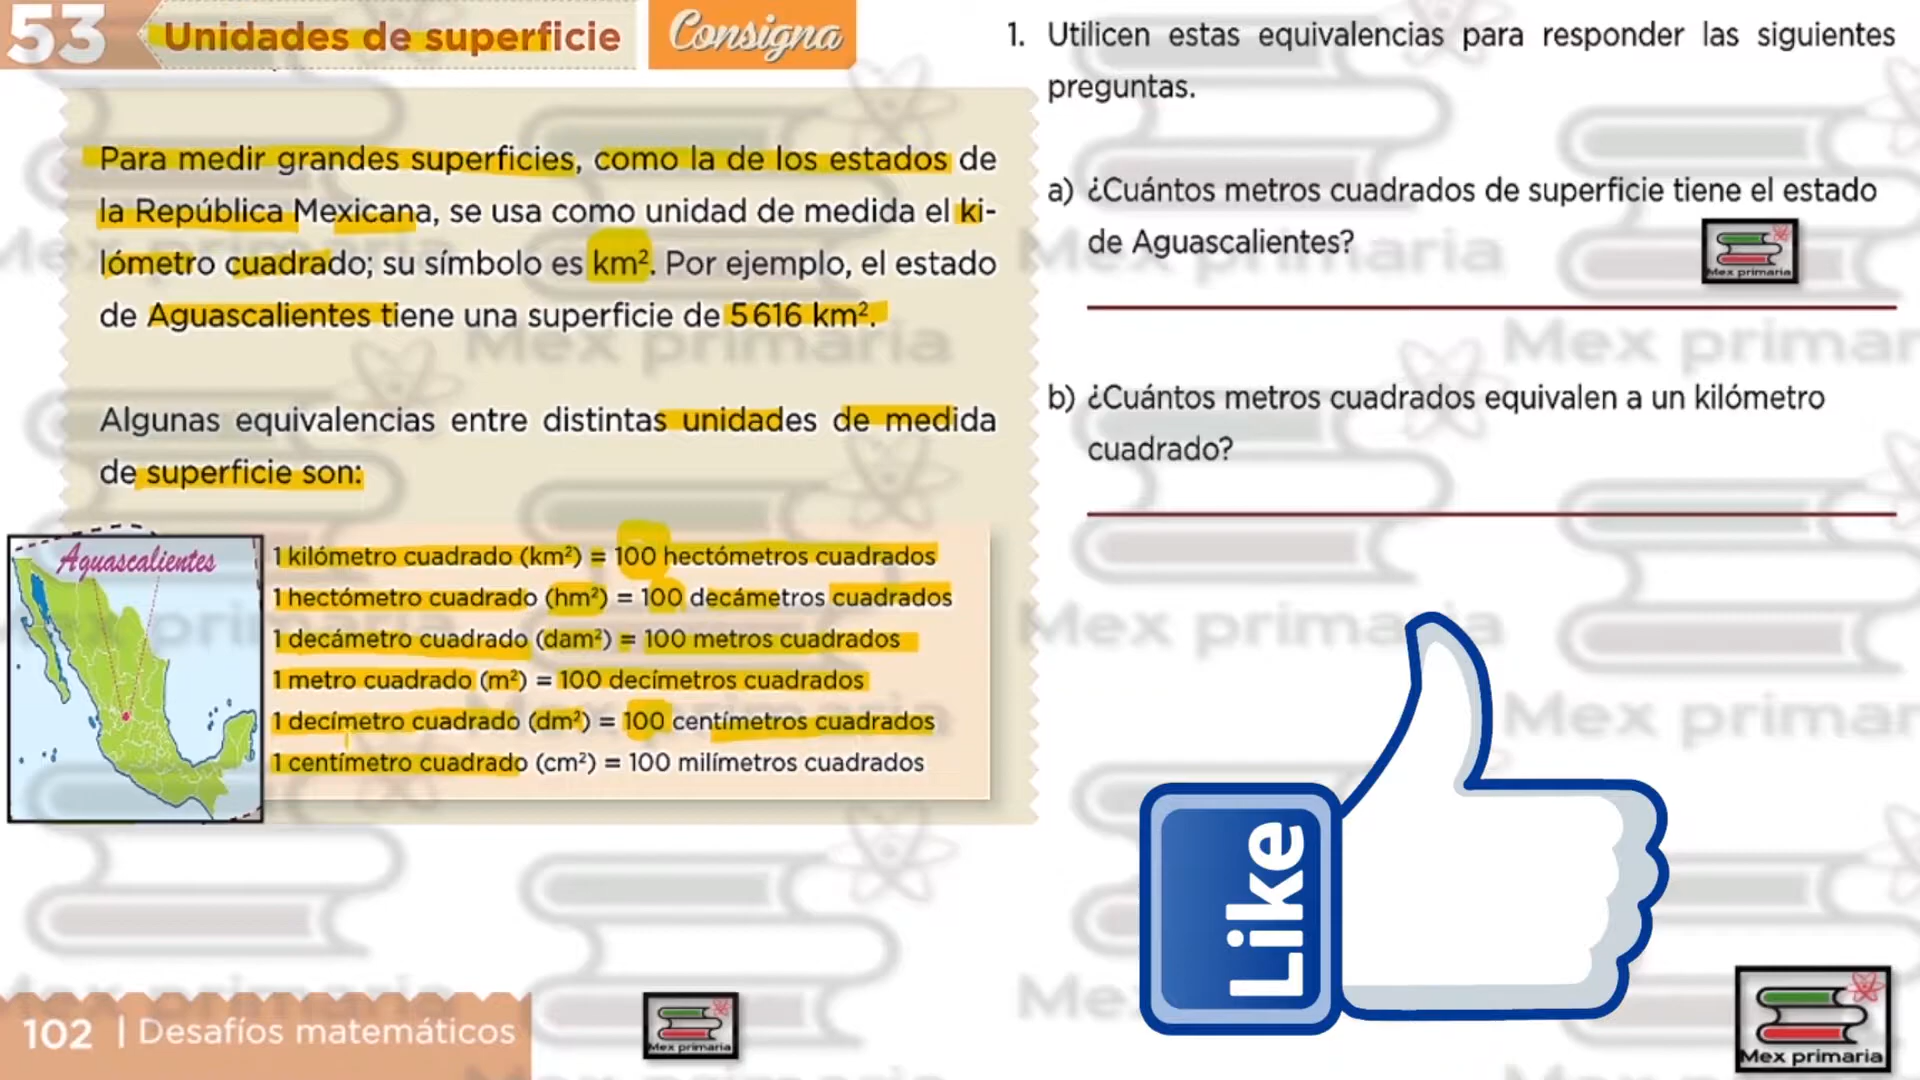 53
Unidades de superficie
Consigna
Para medir grandes superficies, como la de los estados de
la República Mexicana, se usa como unidad de medida el ki-
lómetro cuadrado; su símbolo es km². Por ejemplo, el estado
de Aguascalientes tiene una superficie de 5616 km².
Algunas equivalencias entre distintas unidades de medida
de superficie son:
Aguascalientes
1 kilómetro cuadrado (km²) = 100 hectómetros cuadrados
1 hectómetro cuadrado (hm²) = 100 decámetros cuadrados
1 decámetro cuadrado (dam²) = 100 metros cuadrados
1 metro cuadrado (m²) = 100 decímetros cuadrados
1 decímetro cuadrado (dm²) = 100 centímetros cuadrados
1 centímetro cuadrado (cm²) = 100 milímetros cuadrados
102 | Desafíos matemáticos
Mex primaria
1. Utilicen estas equivalencias para responder las siguientes
preguntas.
a) ¿Cuántos metros cuadrados de superficie tiene el estado
de Aguascalientes?
Mex primaria
b) ¿Cuántos metros cuadrados equivalen a un kilómetro
cuadrado?
Like
Mex primaria